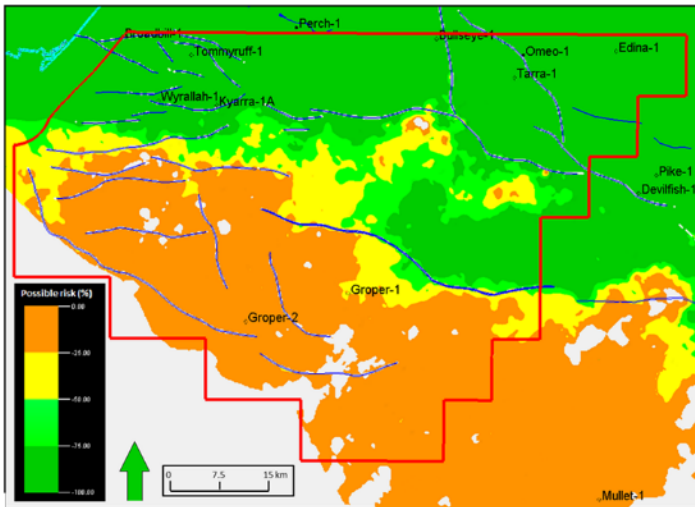 Perch-1
Broadbill-1
Bullseye-1
Tommyruff-1
Omeo-1
Edina-1
Tarra-1
Wyrallah-1
Kyarra-1A
Pike-1
Devilfish-1
Groper-1
Groper-2
Mullet-1
Possible risk (%)
0.00
-25.00
-50.00
-75.00
-100.00
0 7.5 15 km